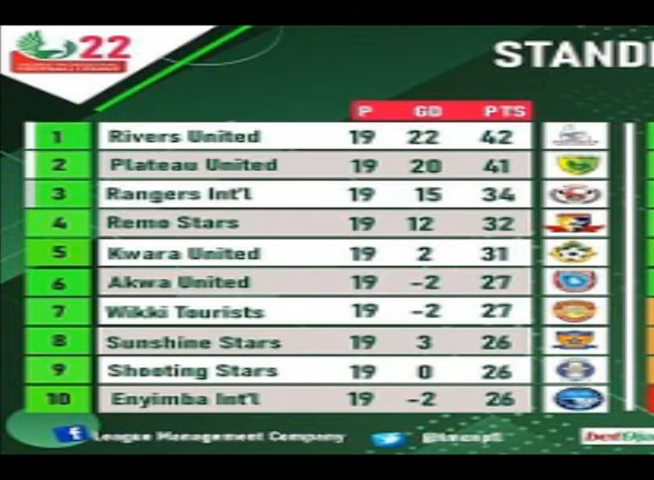 22
STAND
P GD PTS
1 Rivers United 19 22 42
2 Plateau United 19 20 41
3 Rangers Int'l 19 15 34
4 Remo Stars 19 12 32
5 Kwara United 19 2 31
6 Akwa United 19 -2 27
7 Wikki Tourists 19 -2 27
8 Sunshine Stars 19 3 26
9 Shooting Stars 19 0 26
10 Enyimba Int'l 19 -2 26
League Management Company